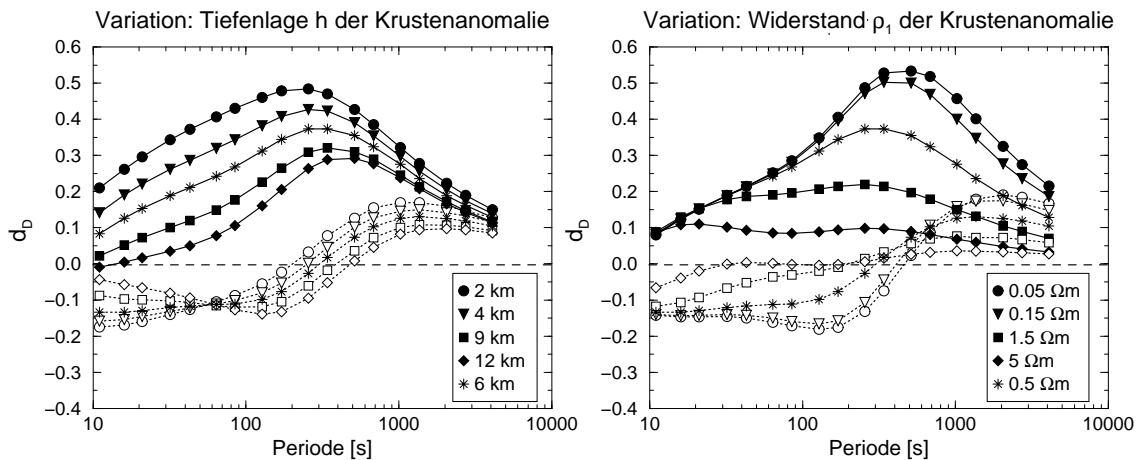 Variation: Tiefenlage h der Krustenanomalie
0.6
0.5
0.4
0.3
0.2
0.1
0.0
−0.1
−0.2
−0.3
−0.4
d_D
10
100
1000
10000
Periode [s]
2 km
4 km
9 km
12 km
6 km
Variation: Widerstand ρ₁ der Krustenanomalie
0.6
0.5
0.4
0.3
0.2
0.1
0.0
−0.1
−0.2
−0.3
−0.4
d_D
10
100
1000
10000
Periode [s]
0.05 Ωm
0.15 Ωm
1.5 Ωm
5 Ωm
0.5 Ωm